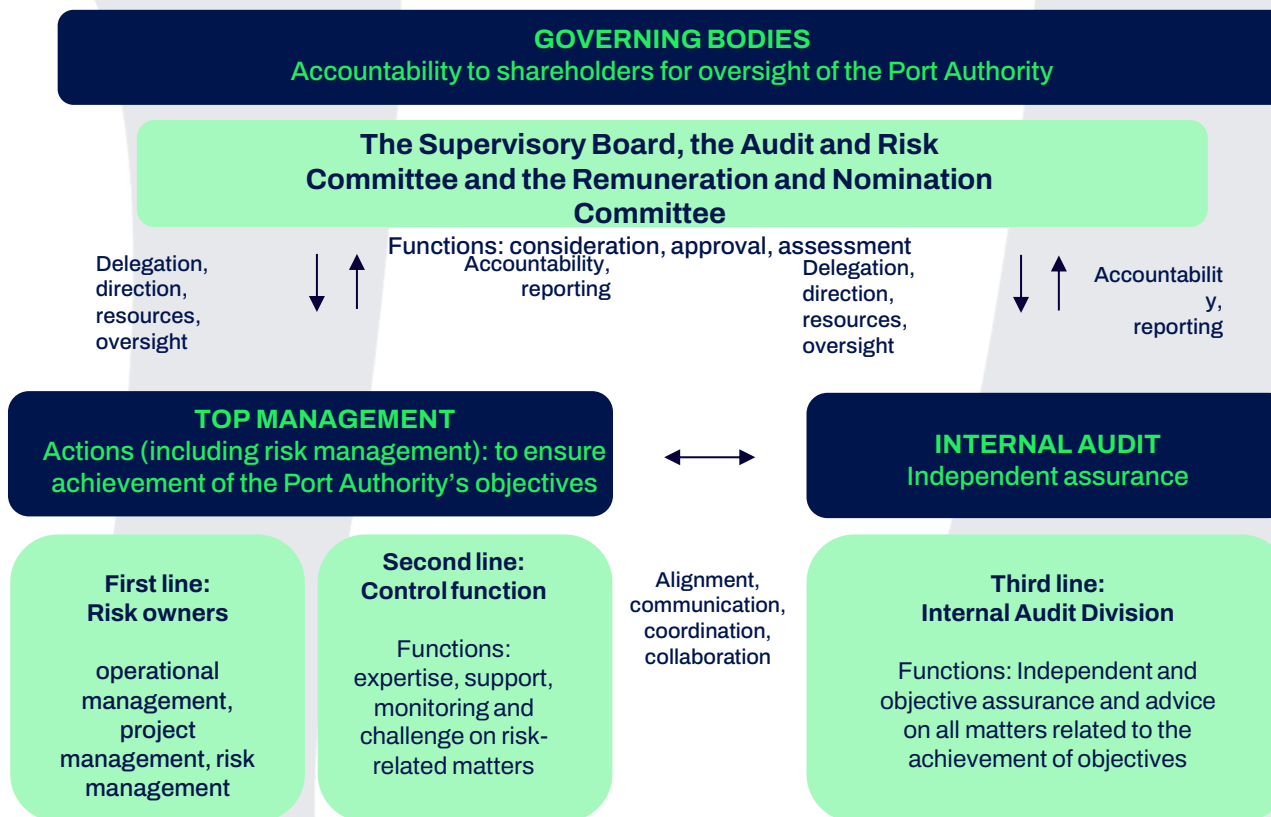 GOVERNING BODIES
Accountability to shareholders for oversight of the Port Authority
The Supervisory Board, the Audit and Risk
Committee and the Remuneration and Nomination
Committee
Functions: consideration, approval, assessment
Delegation,
direction,
resources,
oversight
Accountability,
reporting
Delegation,
direction,
resources,
oversight
Accountabilit
y,
reporting
TOP MANAGEMENT
Actions (including risk management): to ensure
achievement of the Port Authority's objectives
INTERNAL AUDIT
Independent assurance
First line:
Risk owners
operational
management,
project
management, risk
management
Second line:
Control function
Functions:
expertise, support,
monitoring and
challenge on risk-
related matters
Alignment,
communication,
coordination,
collaboration
Third line:
Internal Audit Division
Functions: Independent and
objective assurance and advice
on all matters related to the
achievement of objectives